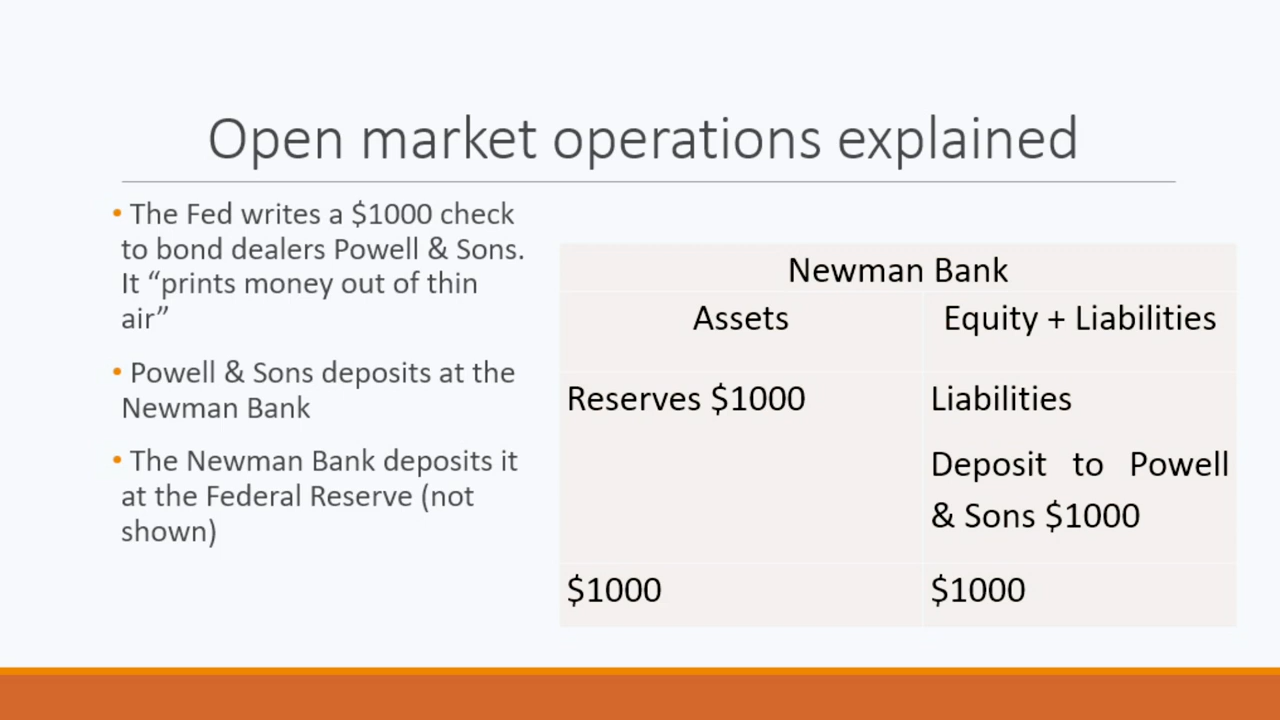 Open market operations explained
• The Fed writes a $1000 check
to bond dealers Powell & Sons.
It “prints money out of thin
air”
• Powell & Sons deposits at the
Newman Bank
• The Newman Bank deposits it
at the Federal Reserve (not
shown)
Newman Bank
Assets
Equity + Liabilities
Reserves $1000
Liabilities
Deposit to Powell
& Sons $1000
$1000
$1000